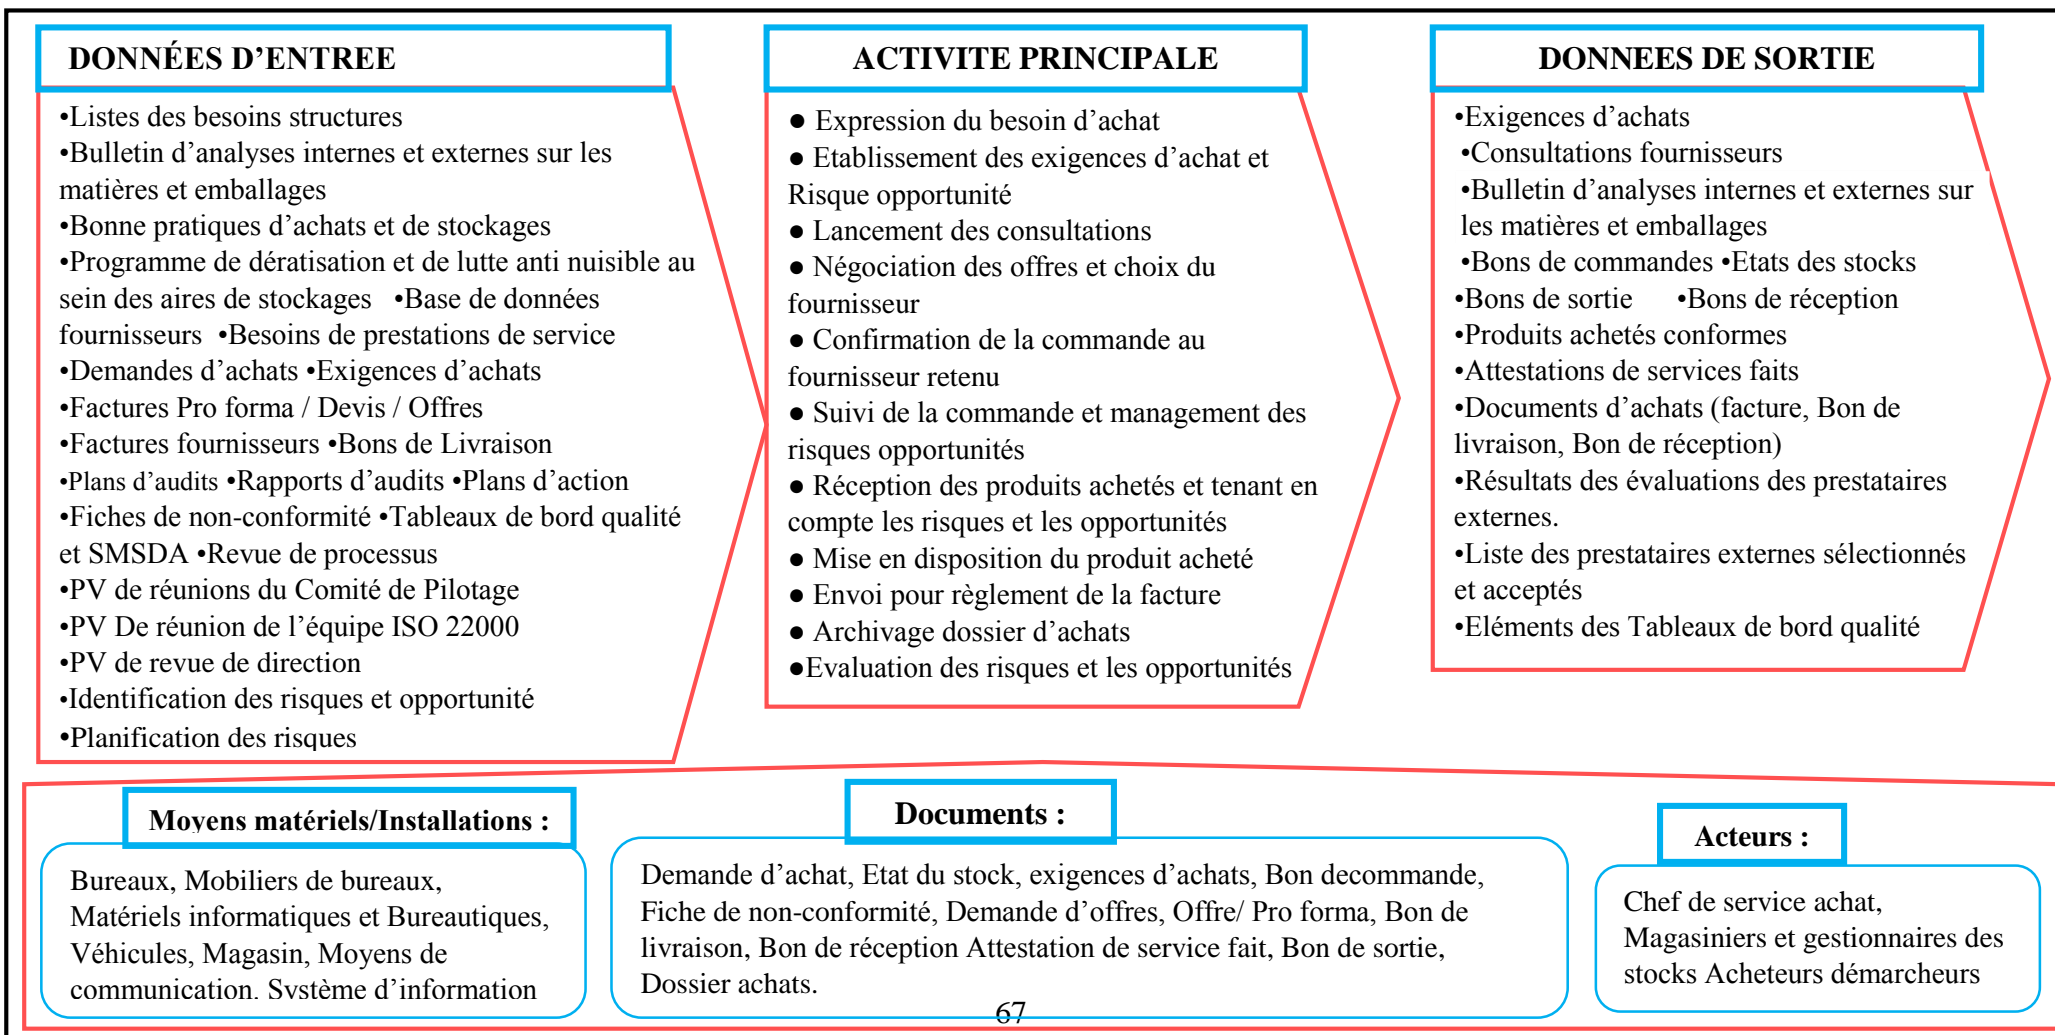 DONNÉES D’ENTREE
•Listes des besoins structures
•Bulletin d’analyses internes et externes sur les
matières et emballages
•Bonne pratiques d’achats et de stockages
•Programme de dératisation et de lutte anti nuisible au
sein des aires de stockages •Base de données
fournisseurs •Besoins de prestations de service
•Demandes d’achats •Exigences d’achats
•Factures Pro forma / Devis / Offres
•Factures fournisseurs •Bons de Livraison
•Plans d’audits •Rapports d’audits •Plans d’action
•Fiches de non-conformité •Tableaux de bord qualité
et SMSDA •Revue de processus
•PV de réunions du Comité de Pilotage
•PV De réunion de l’équipe ISO 22000
•PV de revue de direction
•Identification des risques et opportunité
•Planification des risques
ACTIVITE PRINCIPALE
● Expression du besoin d’achat
● Etablissement des exigences d’achat et
Risque opportunité
● Lancement des consultations
● Négociation des offres et choix du
fournisseur
● Confirmation de la commande au
fournisseur retenu
● Suivi de la commande et management des
risques opportunités
● Réception des produits achetés et tenant en
compte les risques et les opportunités
● Mise en disposition du produit acheté
● Envoi pour règlement de la facture
● Archivage dossier d’achats
●Evaluation des risques et les opportunités
DONNEES DE SORTIE
•Exigences d’achats
•Consultations fournisseurs
•Bulletin d’analyses internes et externes sur
les matières et emballages
•Bons de commandes •Etats des stocks
•Bons de sortie •Bons de réception
•Produits achetés conformes
•Attestations de services faits
•Documents d’achats (facture, Bon de
livraison, Bon de réception)
•Résultats des évaluations des prestataires
externes.
•Liste des prestataires externes sélectionnés
et acceptés
•Eléments des Tableaux de bord qualité
Moyens matériels/Installations :
Bureaux, Mobiliers de bureaux,
Matériels informatiques et Bureautiques,
Véhicules, Magasin, Moyens de
communication. Système d’information
Documents :
Demande d’achat, Etat du stock, exigences d’achats, Bon decommande,
Fiche de non-conformité, Demande d’offres, Offre/ Pro forma, Bon de
livraison, Bon de réception Attestation de service fait, Bon de sortie,
Dossier achats.
Acteurs :
Chef de service achat,
Magasiniers et gestionnaires des
stocks Acheteurs démarcheurs
67